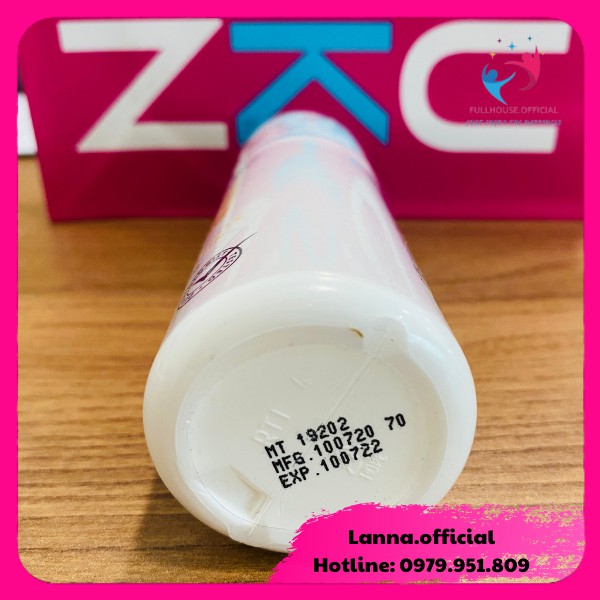 ZKC
FULLHOUSE.OFFICIAL
MT 19202
MFG.100720 70
EXP.100722
Lanna.official
Hotline: 0979.951.809